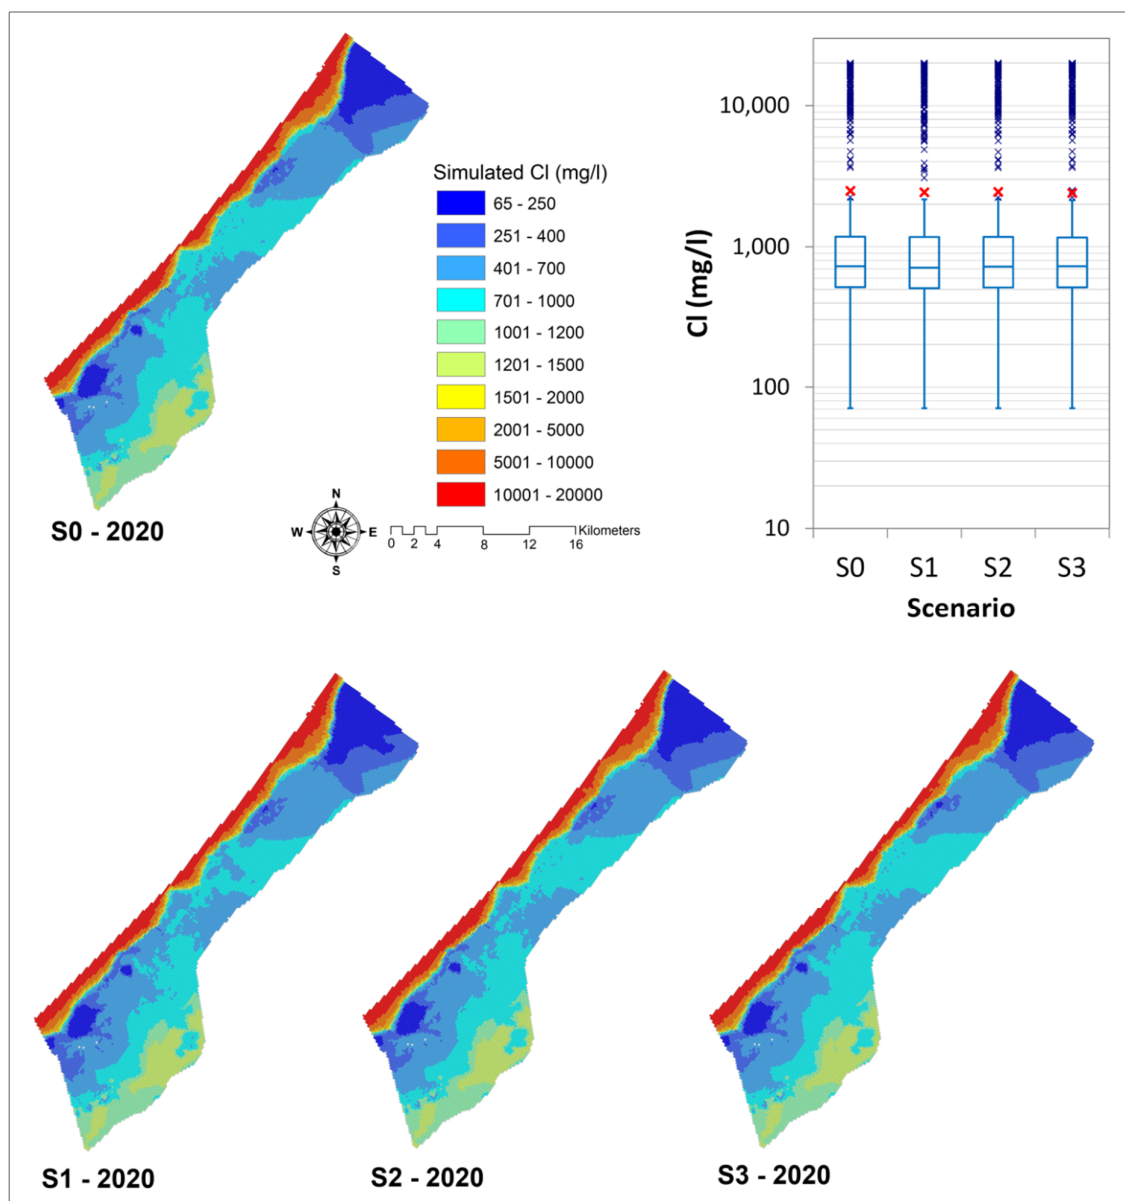 Simulated Cl (mg/l)
65 - 250
251 - 400
401 - 700
701 - 1000
1001 - 1200
1201 - 1500
1501 - 2000
2001 - 5000
5001 - 10000
10001 - 20000
N
W E
S
Kilometers
0 2 4 8 12 16
S0 - 2020
Cl (mg/l)
10,000
1,000
100
10
S0 S1 S2 S3
Scenario
S1 - 2020
S2 - 2020
S3 - 2020